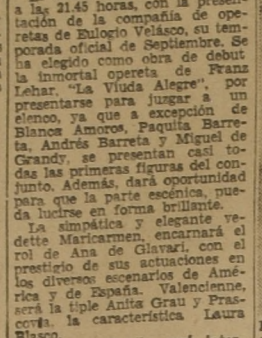 a las 21.45 horas, con la presen-
tación de la compañía de ope-
retas de Eulogio Velásco, su tem-
porada oficial de Septiembre. Se
ha elegido como obra de debut
la inmortal opereta de Franz
Lehar, "La Viuda Alegre", por
presentarse para juzgar a un
elenco, ya que a excepción de
Blanca Amoros, Paquita Barre-
ta, Andrés Barreta y Miguel de
Grandy, se presentan casi to-
das las primeras figuras del con-
junto. Además, dará oportunidad
para que la parte escénica, pue-
da lucirse en forma brillante.
La simpática y elegante ve-
dette Maricarmen, encarnará el
rol de Ana de Glavari, con el
prestigio de sus actuaciones en
los diversos escenarios de Amé-
rica y de España. Valencienne,
será la tiple Anita Grau y Pras-
covia, la característica Laura
Blasco